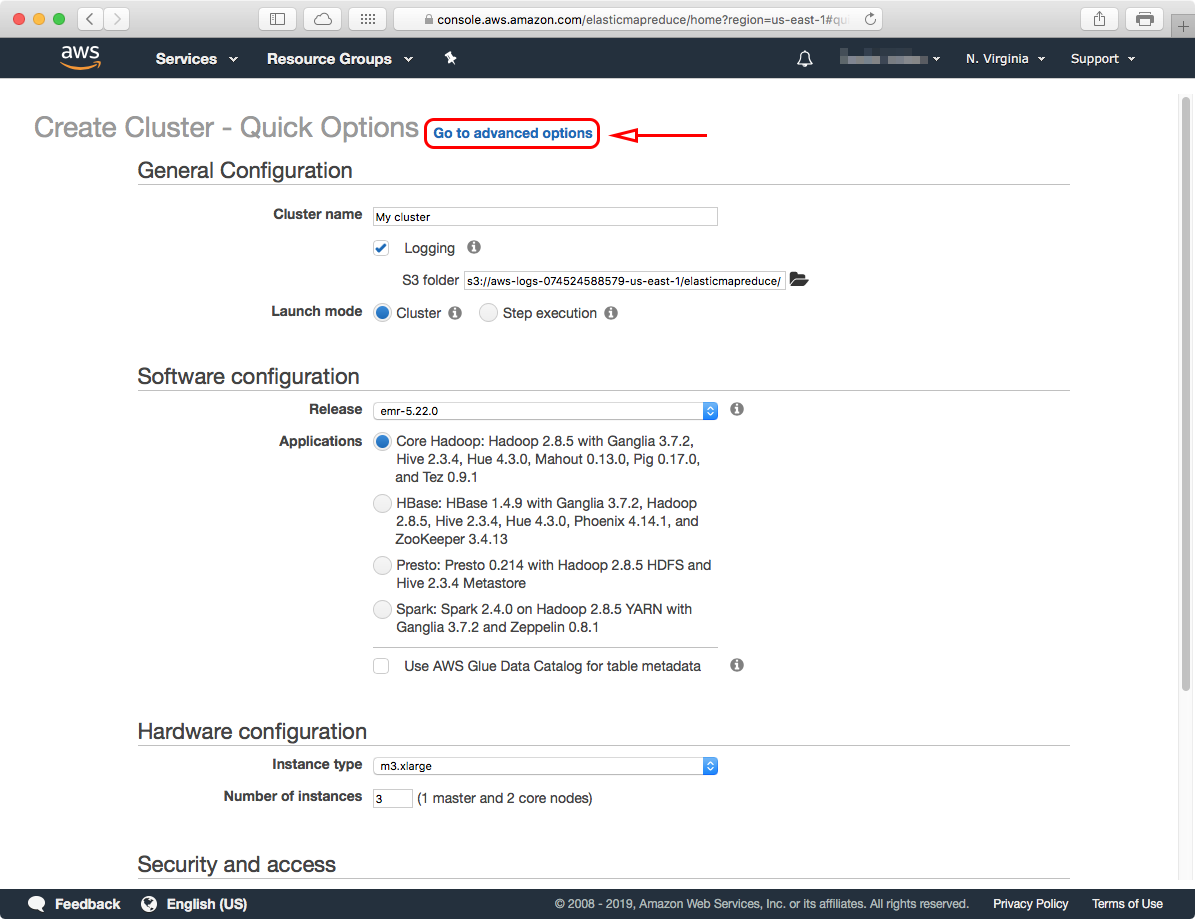 console.aws.amazon.com/elasticmapreduce/home?region=us-east-1#qui
aws Services Resource Groups N. Virginia Support
Create Cluster - Quick Options Go to advanced options
General Configuration
Cluster name My cluster
Logging
S3 folder s3://aws-logs-074524588579-us-east-1/elasticmapreduce/
Launch mode Cluster Step execution
Software configuration
Release emr-5.22.0
Applications Core Hadoop: Hadoop 2.8.5 with Ganglia 3.7.2,
Hive 2.3.4, Hue 4.3.0, Mahout 0.13.0, Pig 0.17.0,
and Tez 0.9.1
HBase: HBase 1.4.9 with Ganglia 3.7.2, Hadoop
2.8.5, Hive 2.3.4, Hue 4.3.0, Phoenix 4.14.1, and
ZooKeeper 3.4.13
Presto: Presto 0.214 with Hadoop 2.8.5 HDFS and
Hive 2.3.4 Metastore
Spark: Spark 2.4.0 on Hadoop 2.8.5 YARN with
Ganglia 3.7.2 and Zeppelin 0.8.1
Use AWS Glue Data Catalog for table metadata
Hardware configuration
Instance type m3.xlarge
Number of instances 3 (1 master and 2 core nodes)
Security and access
Feedback English (US) © 2008 - 2019, Amazon Web Services, Inc. or its affiliates. All rights reserved. Privacy Policy Terms of Use